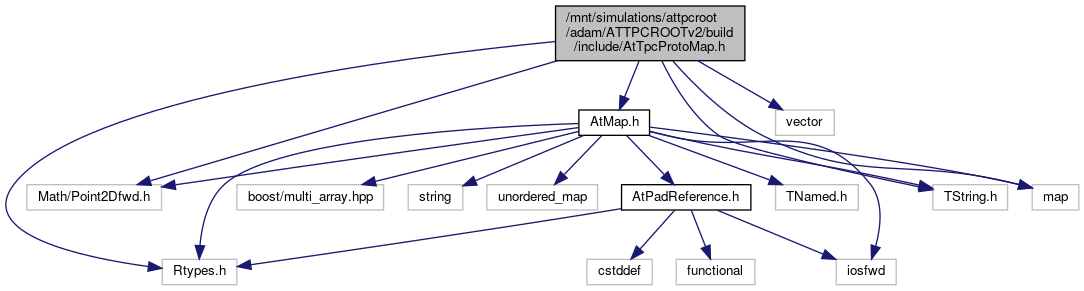 /mnt/simulations/attpcroot
/adam/ATTPCROOTv2/build
/include/AtTpcProtoMap.h
AtMap.h
vector
Math/Point2Dfwd.h
boost/multi_array.hpp
string
unordered_map
AtPadReference.h
TNamed.h
TString.h
map
Rtypes.h
cstddef
functional
iosfwd